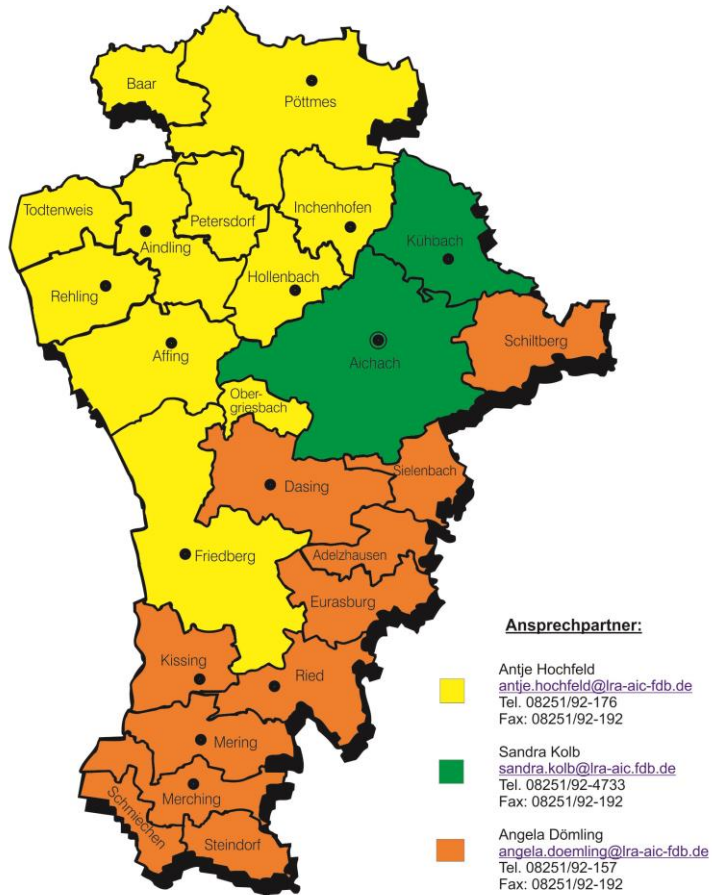 Baar
Pöttmes
Todtenweis
Aindling
Petersdorf
Inchenhofen
Kühbach
Rehling
Hollenbach
Affing
Aichach
Schiltberg
Ober-
griesbach
Dasing
Sielenbach
Friedberg
Adelzhausen
Eurasburg
Kissing
Ried
Mering
Merching
Schmiechen
Steindorf
Ansprechpartner:
Antje Hochfeld
antje.hochfeld@lra-aic-fdb.de
Tel. 08251/92-176
Fax: 08251/92-192
Sandra Kolb
sandra.kolb@lra-aic.fdb.de
Tel. 08251/92-4733
Fax: 08251/92-192
Angela Dömling
angela.doemling@lra-aic-fdb.de
Tel. 08251/92-157
Fax: 08251/92-192